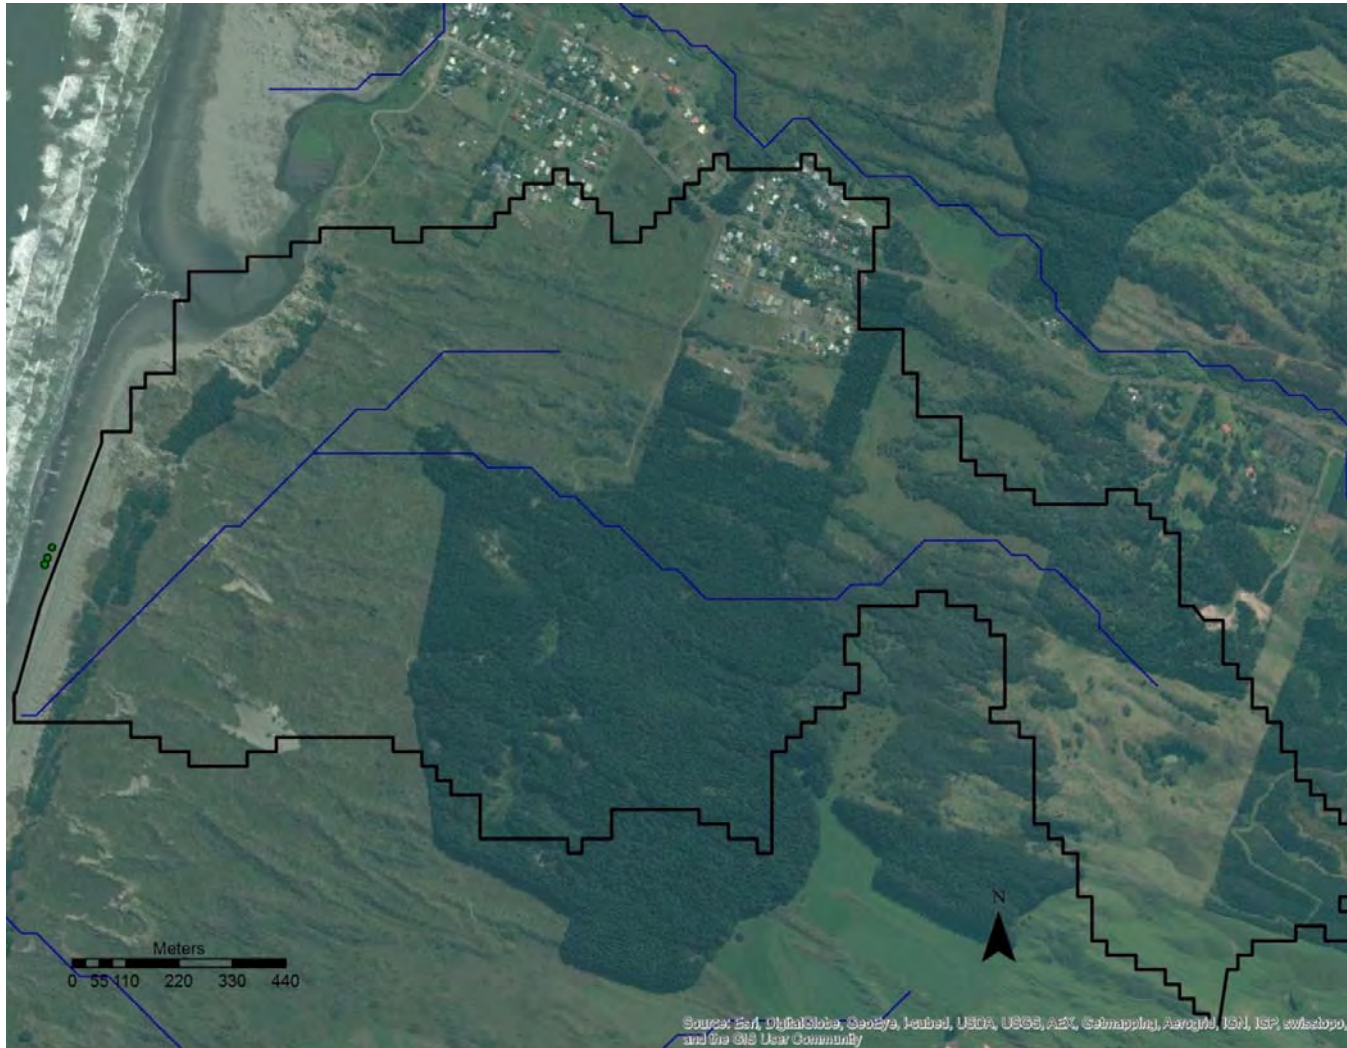 N
Meters
0 55 110 220 330 440
Source: Esri, DigitalGlobe, GeoEye, i-cubed, USDA, USGS, AEX, Getmapping, Aerogrid, IGN, IGP, swisstopo,
and the GIS User Community